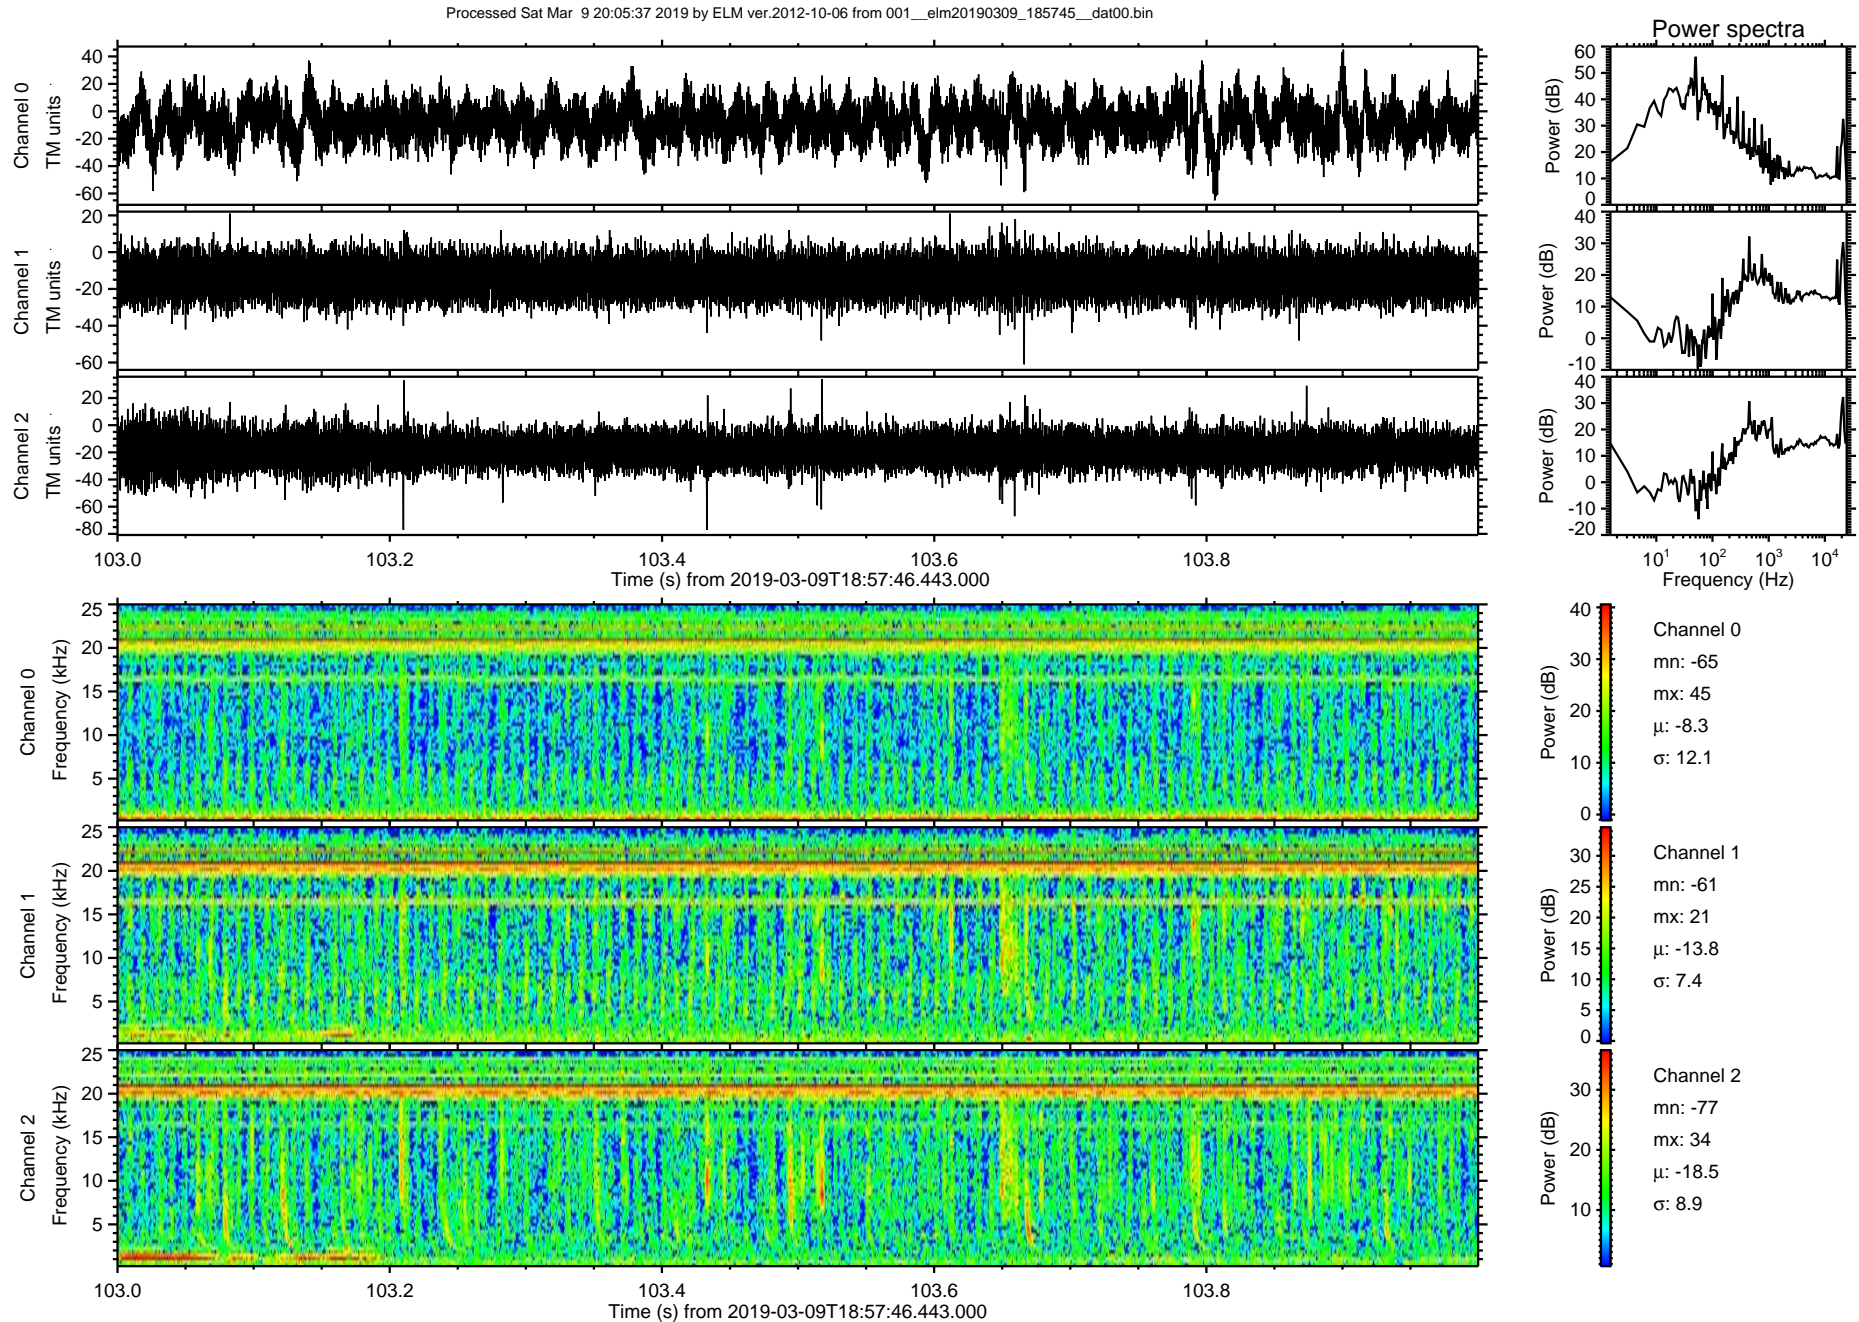 Processed Sat Mar  9 20:05:37 2019 by ELM ver.2012-10-06 from 001__elm20190309_185745__dat00.bin
Power spectra
Channel 0
TM units
40
20
0
-20
-40
-60
Power (dB)
60
50
40
30
20
10
0
Channel 1
TM units
20
0
-20
-40
-60
Power (dB)
40
30
20
10
0
-10
Channel 2
TM units
20
0
-20
-40
-60
-80
Power (dB)
40
30
20
10
0
-10
-20
103.0 103.2 103.4 103.6 103.8
Time (s) from 2019-03-09T18:57:46.443.000
10^1 10^2 10^3 10^4
Frequency (Hz)
Channel 0
Frequency (kHz)
25
20
15
10
5
Power (dB)
40
30
20
10
0
Channel 0
mn: -65
mx: 45
μ: -8.3
σ: 12.1
Channel 1
Frequency (kHz)
25
20
15
10
5
Power (dB)
30
25
20
15
10
5
0
Channel 1
mn: -61
mx: 21
μ: -13.8
σ: 7.4
Channel 2
Frequency (kHz)
25
20
15
10
5
Power (dB)
30
20
10
Channel 2
mn: -77
mx: 34
μ: -18.5
σ: 8.9
103.0 103.2 103.4 103.6 103.8
Time (s) from 2019-03-09T18:57:46.443.000